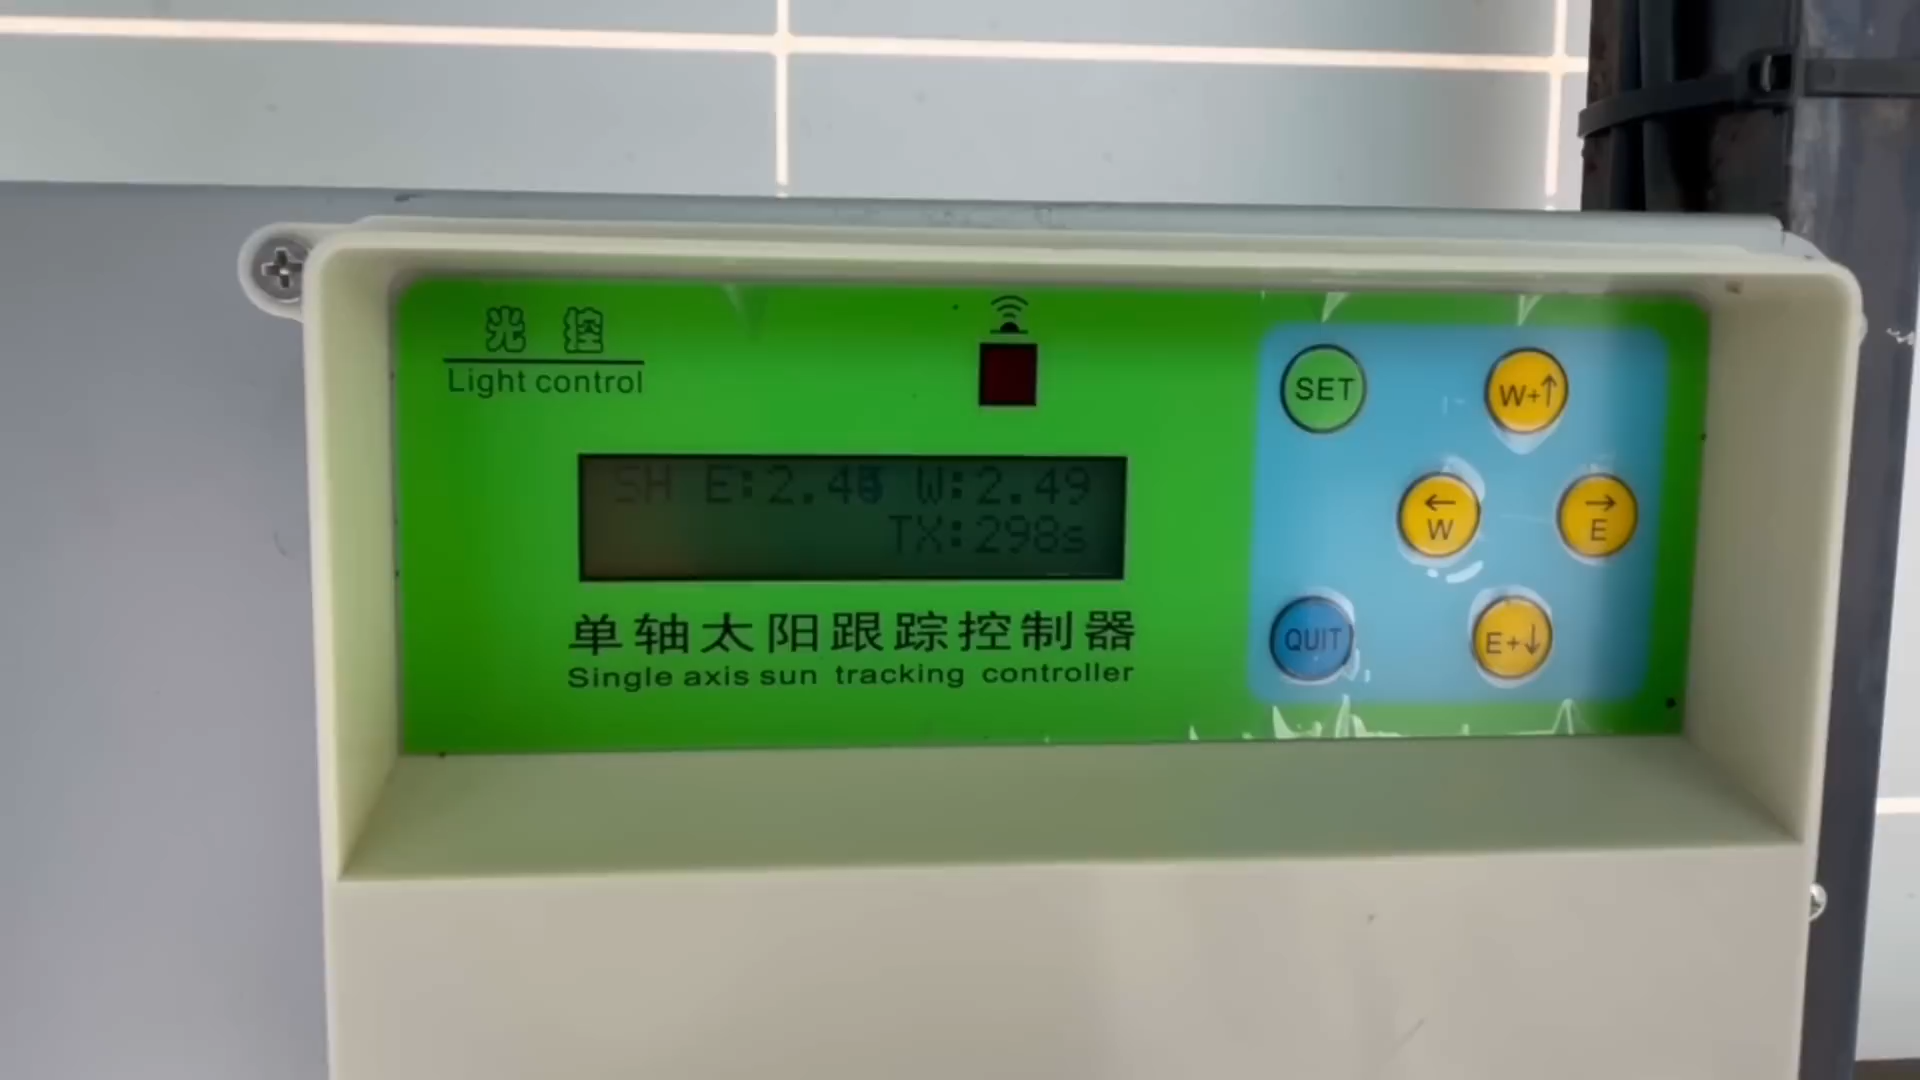 光 控
Light control
SH E:2.4 W:2.49
TX:298s
单轴太阳跟踪控制器
Single axis sun tracking controller
SET
W+↑
← W
→ E
QUIT
E+↓